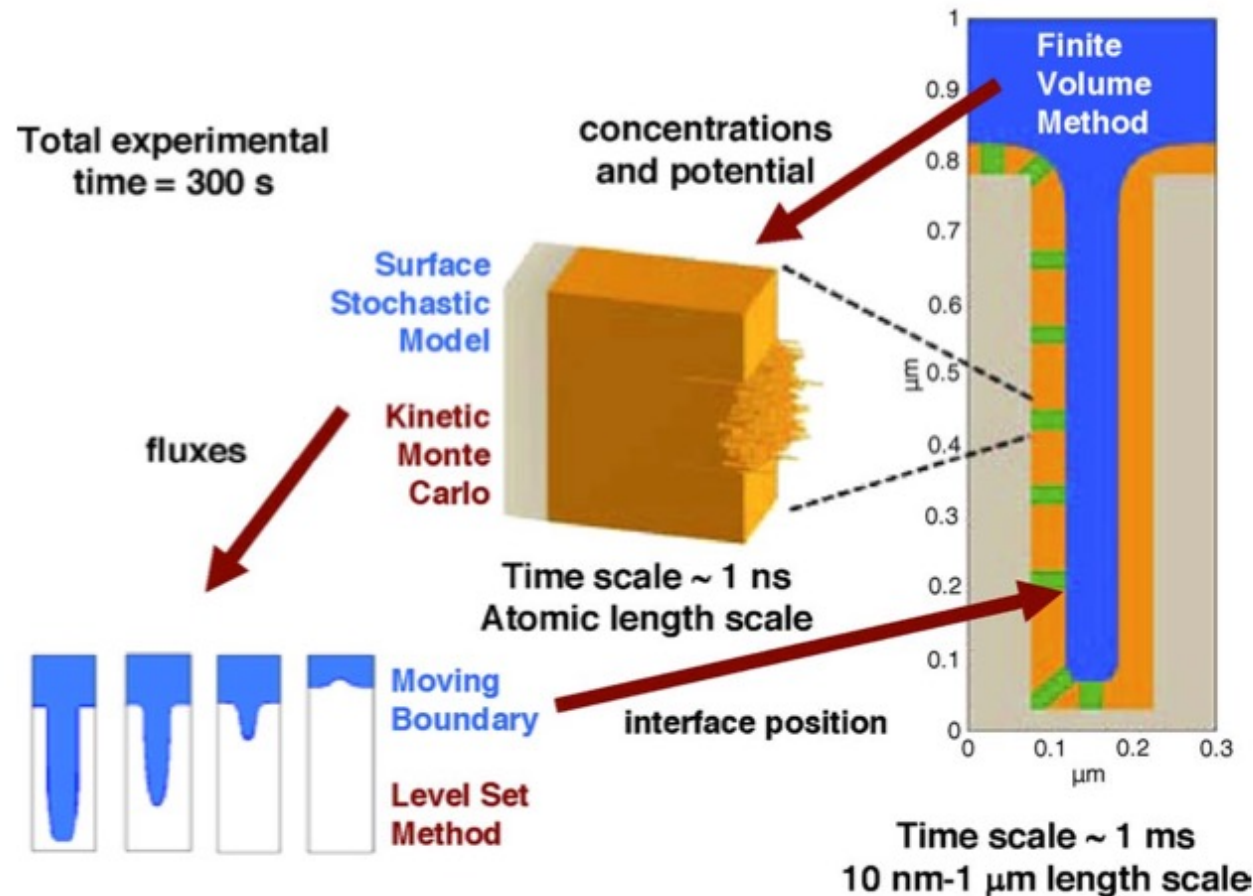 Total experimental
time = 300 s
concentrations
and potential
Finite
Volume
Method
Surface
Stochastic
Model
Kinetic
Monte
Carlo
fluxes
Time scale ~ 1 ns
Atomic length scale
Moving
Boundary
Level Set
Method
interface position
1
0.9
0.8
0.7
0.6
0.5
μm
0.4
0.3
0.2
0.1
0
0 0.1 0.2 0.3
μm
Time scale ~ 1 ms
10 nm-1 μm length scale